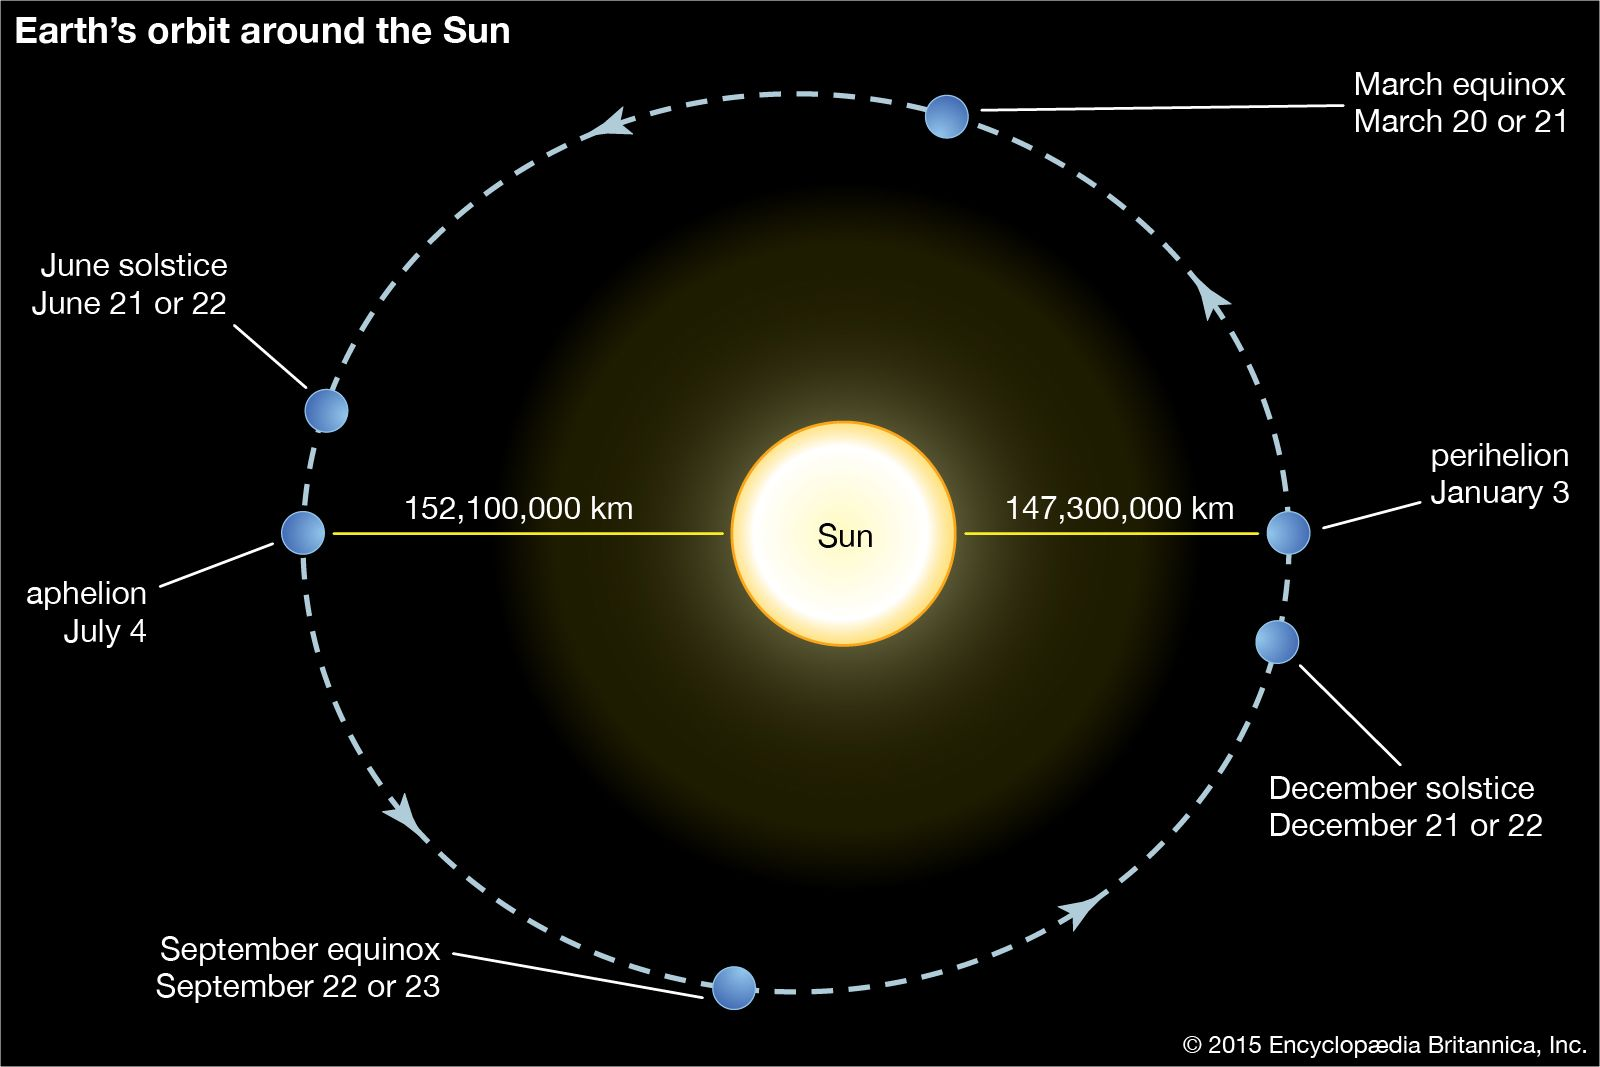 Earth’s orbit around the Sun
March equinox
March 20 or 21
June solstice
June 21 or 22
perihelion
January 3
152,100,000 km
Sun
147,300,000 km
aphelion
July 4
December solstice
December 21 or 22
September equinox
September 22 or 23
© 2015 Encyclopædia Britannica, Inc.